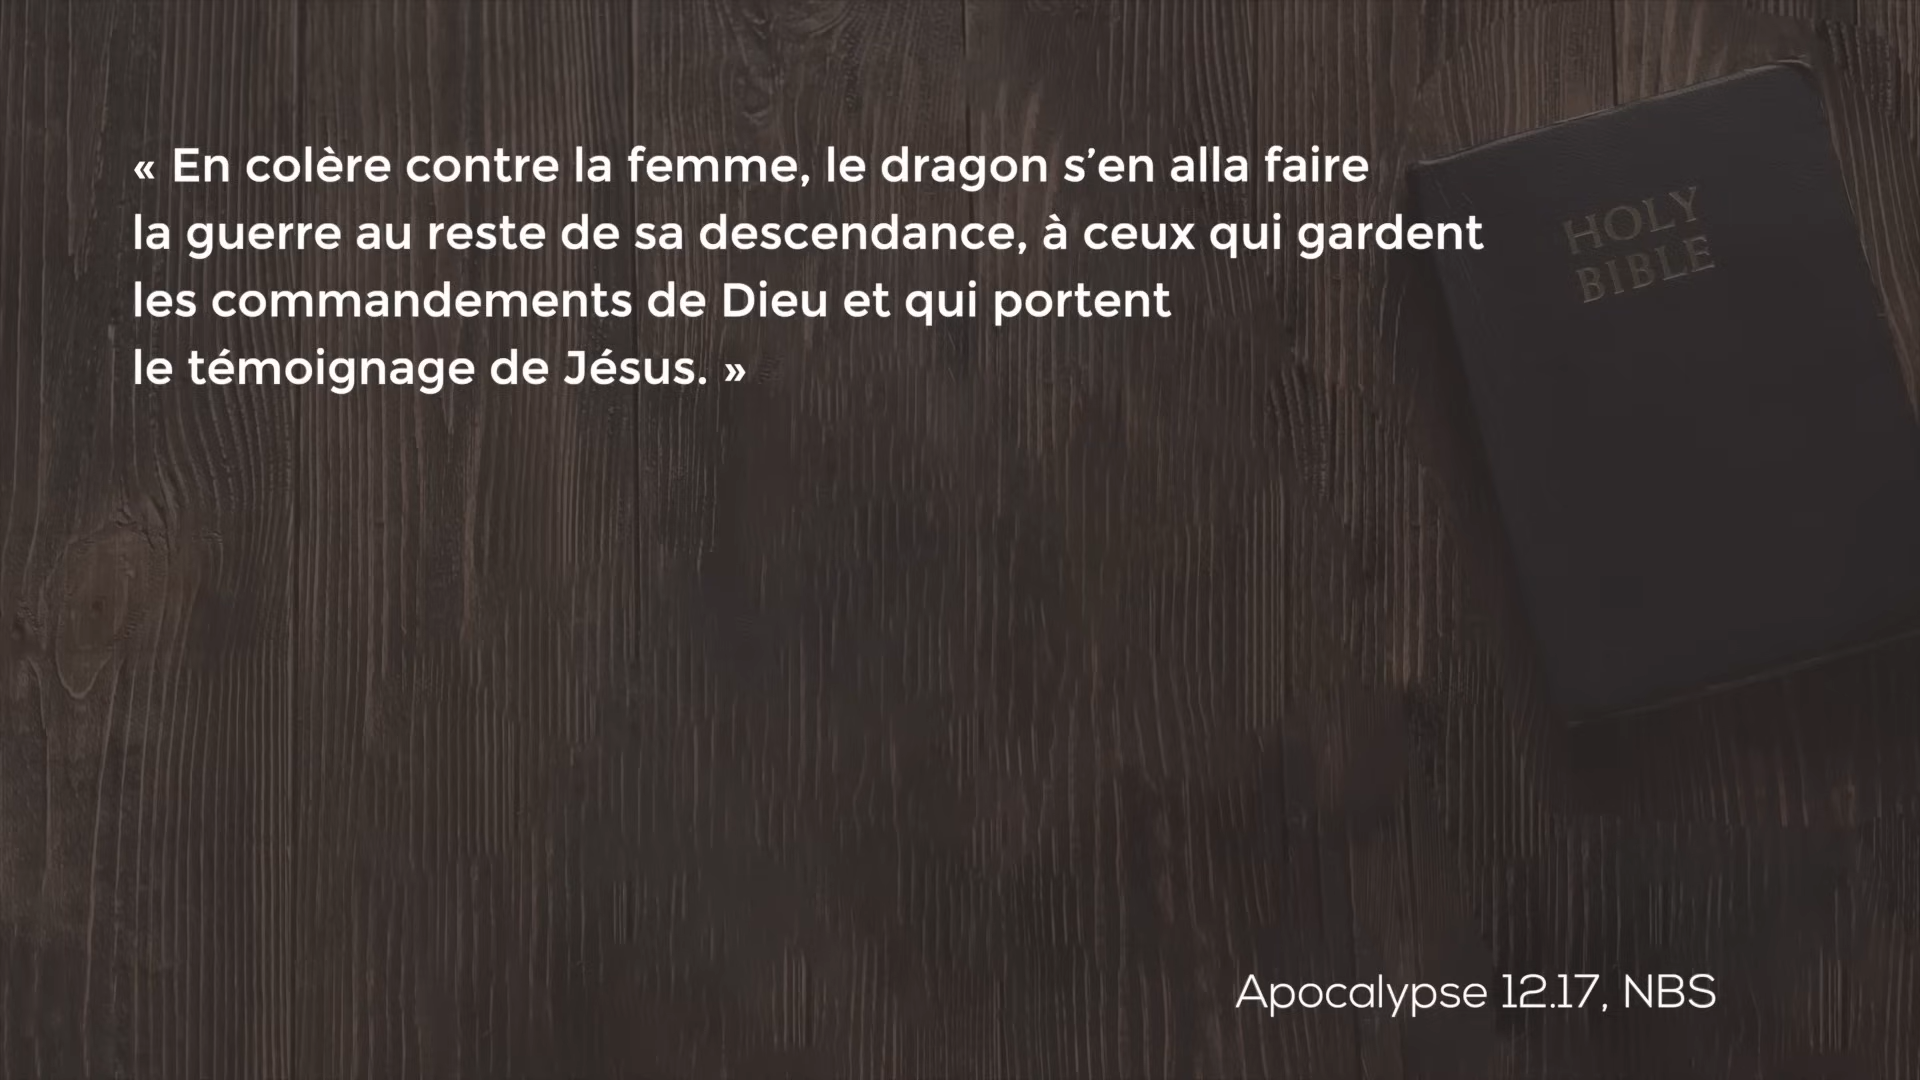 « En colère contre la femme, le dragon s’en alla faire
la guerre au reste de sa descendance, à ceux qui gardent
les commandements de Dieu et qui portent
le témoignage de Jésus. »
HOLY
BIBLE
Apocalypse 12.17, NBS